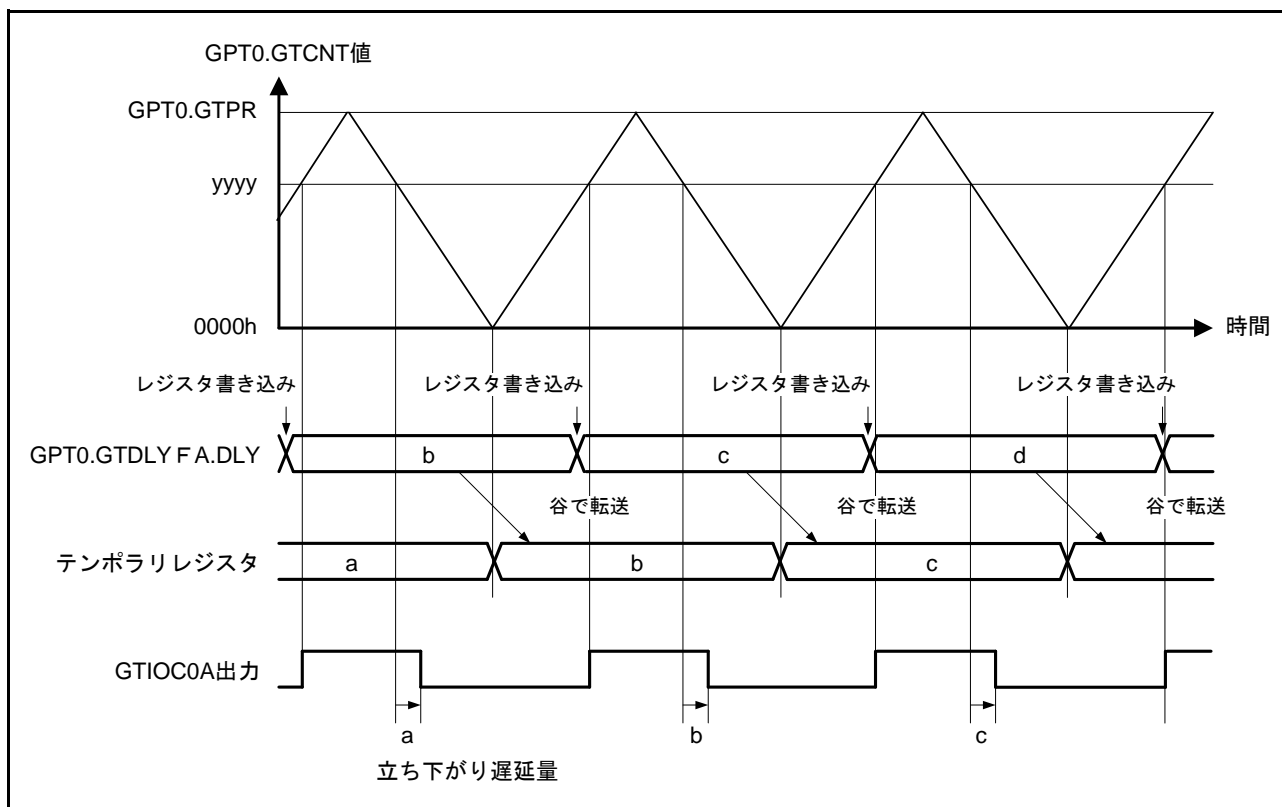 GPT0.GTCNT値
GPT0.GTPR
yyyy
0000h
時間
レジスタ書き込み レジスタ書き込み レジスタ書き込み レジスタ書き込み
GPT0.GTDLYFA.DLY b c d
谷で転送 谷で転送 谷で転送
テンポラリレジスタ a b c
GTIOC0A出力
a b c
立ち下がり遅延量